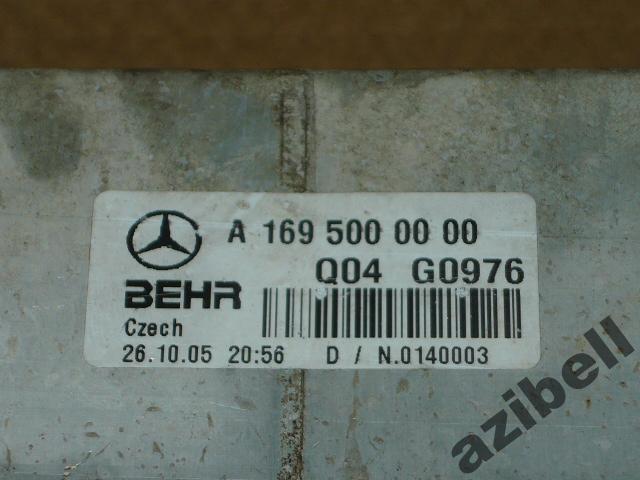 A 169 500 00 00
Q04 G0976
BEHR
Czech
26.10.05 20:56 D / N.0140003
azibell